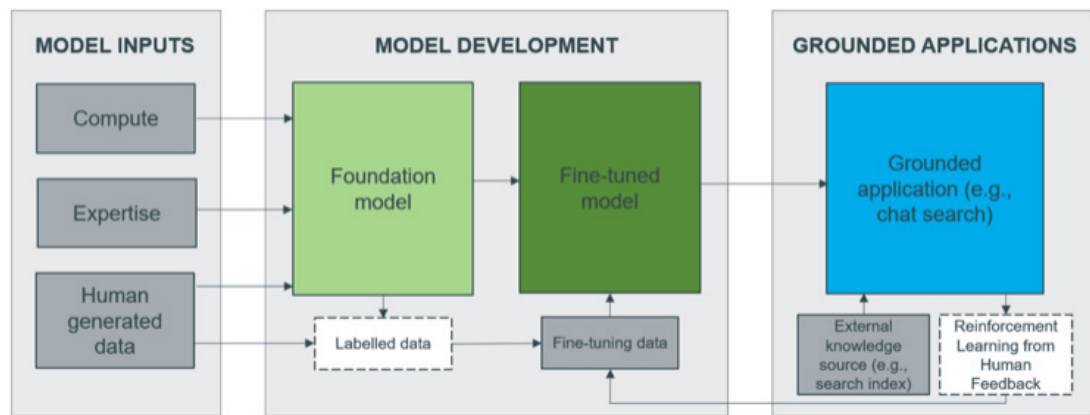 MODEL INPUTS
Compute
Expertise
Human
generated
data
MODEL DEVELOPMENT
Foundation
model
Fine-tuned
model
Labelled data
Fine-tuning data
GROUNDED APPLICATIONS
Grounded
application (e.g.,
chat search)
External
knowledge
source (e.g.,
search index)
Reinforcement
Learning from
Human
Feedback